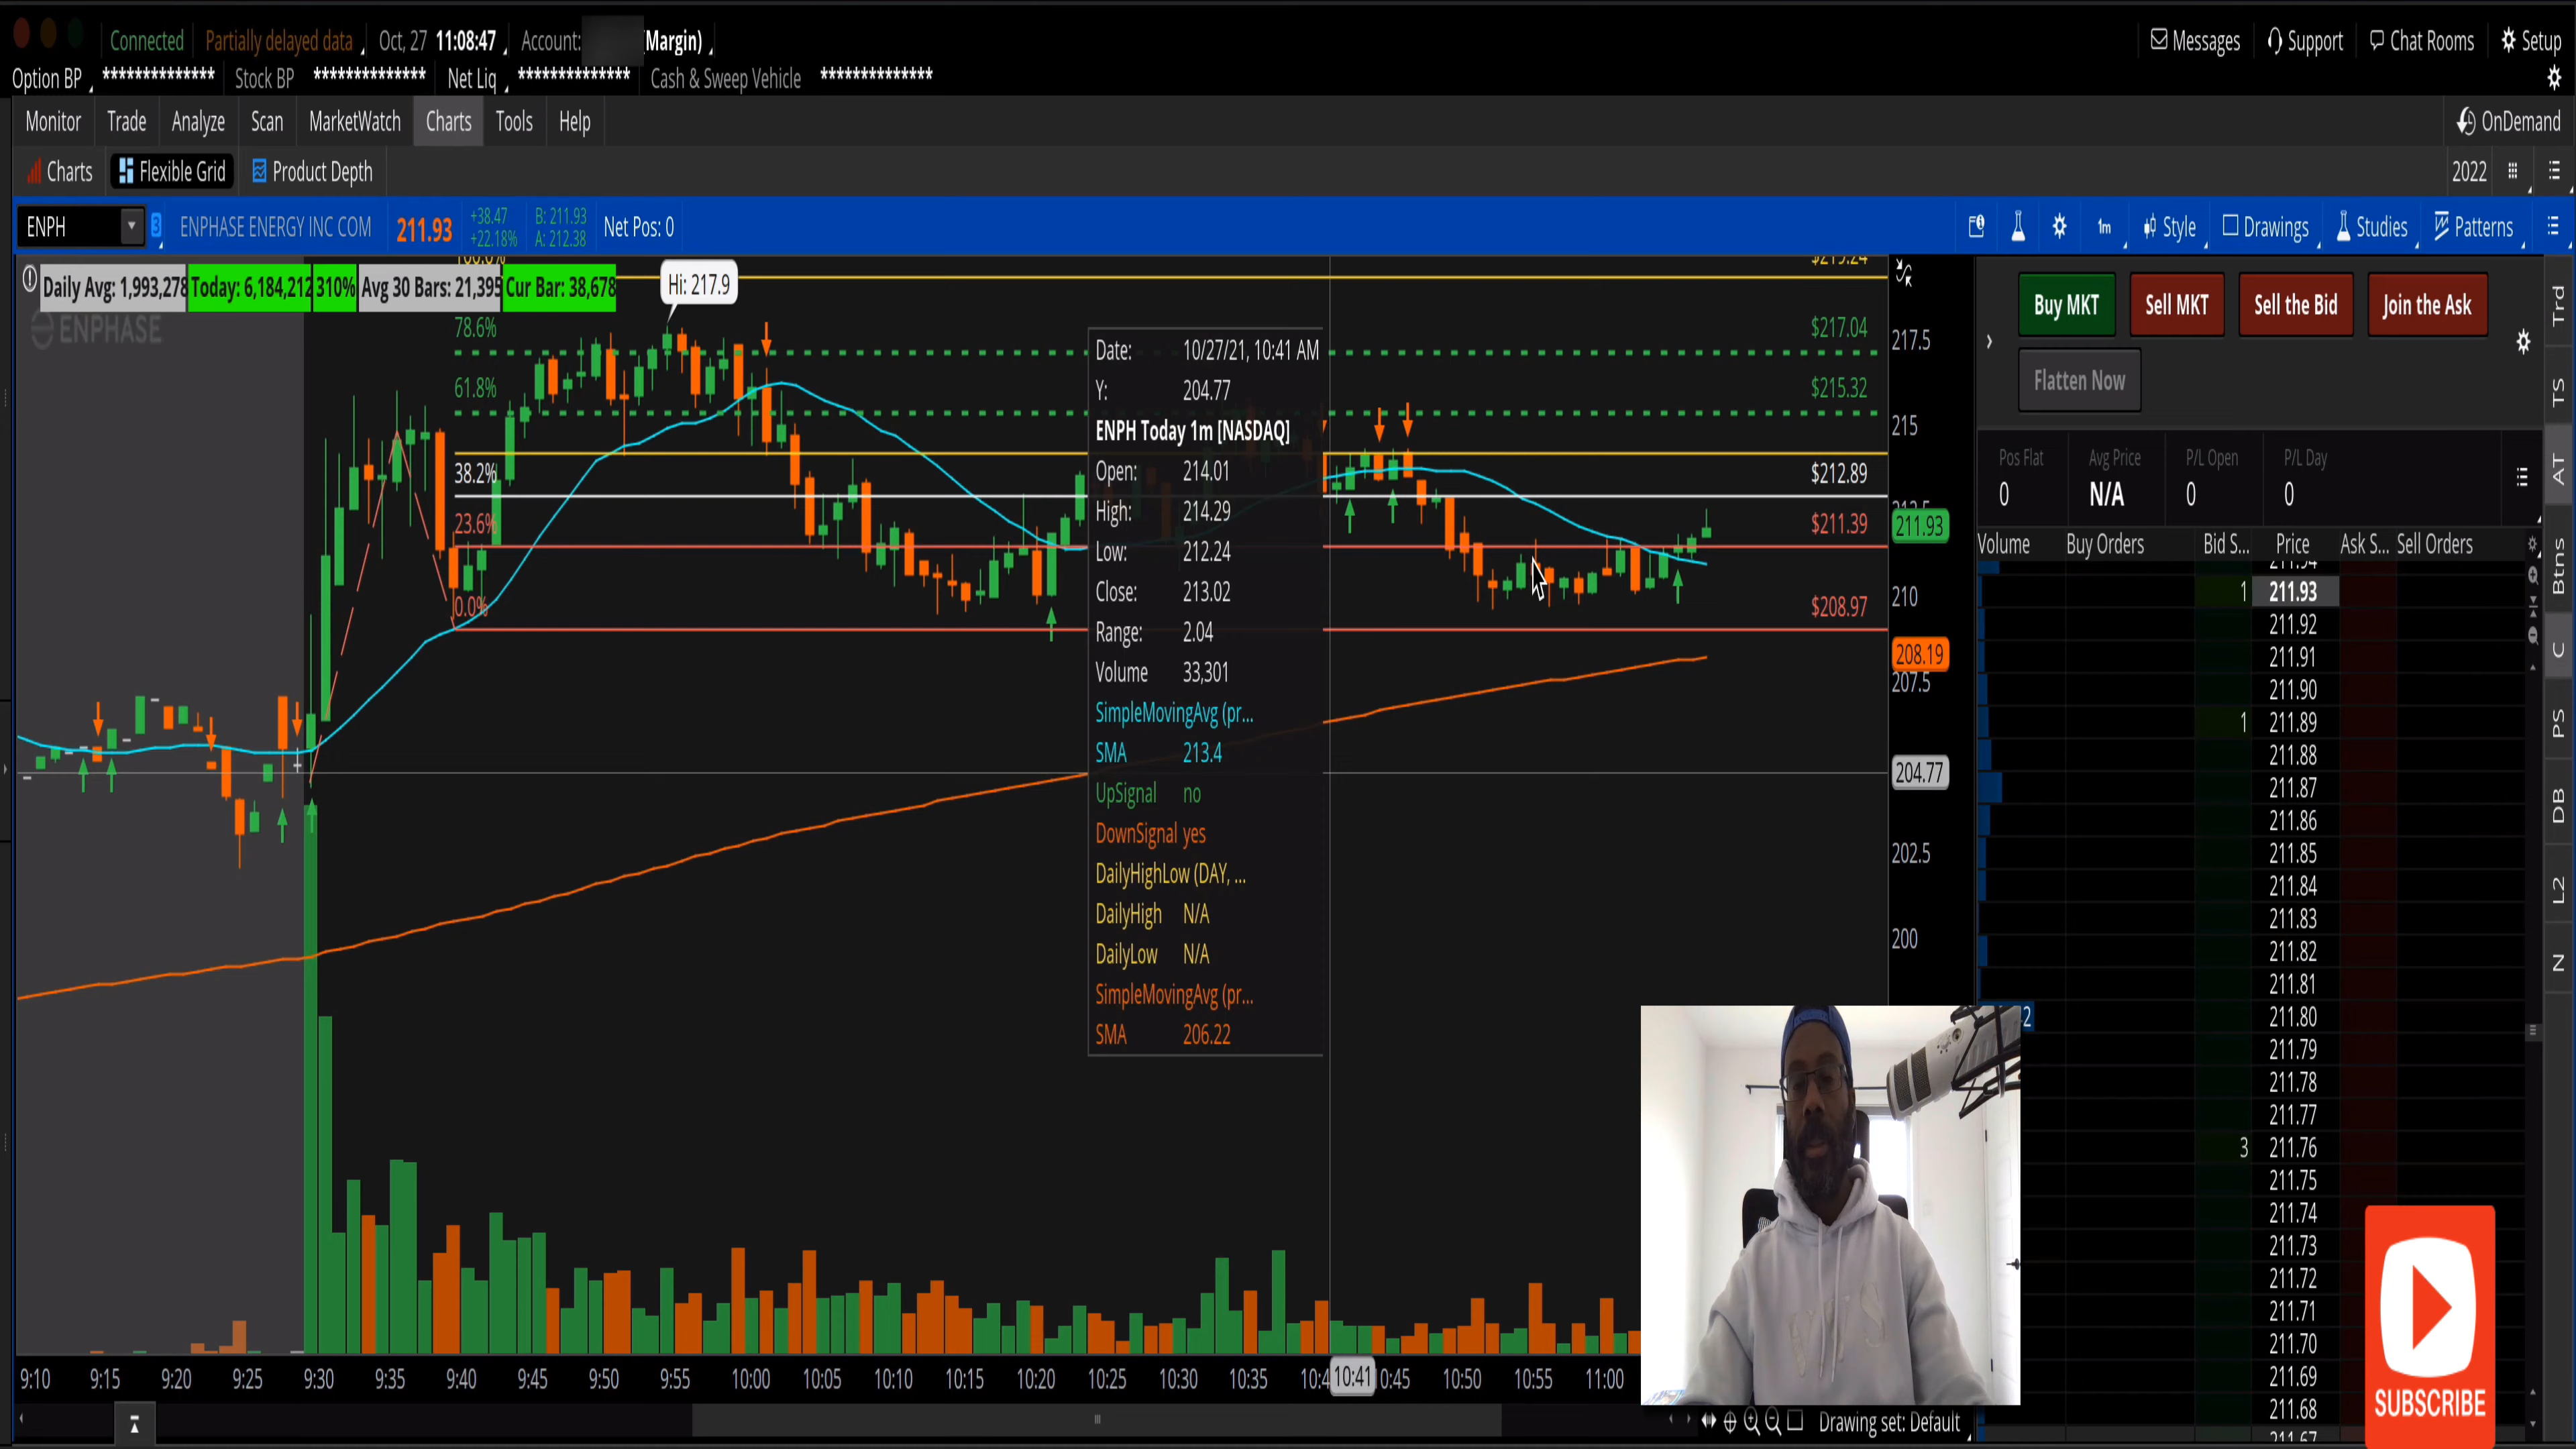 Connected Partially delayed data Oct, 27 11:08:47 Account: (Margin) Messages Support Chat Rooms Setup
Option BP ************** Stock BP ************** Net Liq ************** Cash & Sweep Vehicle **************
Monitor Trade Analyze Scan MarketWatch Charts Tools Help OnDemand
Charts Flexible Grid Product Depth 2022
ENPH 3 ENPHASE ENERGY INC COM 211.93 +38.47 +22.18% B: 211.93 A: 212.38 Net Pos: 0 1m Style Drawings Studies Patterns
Daily Avg: 1,993,278 Today: 6,184,212 310% Avg 30 Bars: 21,395 Cur Bar: 38,678
ENPHASE
Hi: 217.9
78.6% $217.04
61.8% $215.32
38.2% $212.89
23.6% $211.39
0.0% $208.97
217.5
215
211.93
210
208.19
207.5
204.77
202.5
200
Date: 10/27/21, 10:41 AM
Y: 204.77
ENPH Today 1m [NASDAQ]
Open: 214.01
High: 214.29
Low: 212.24
Close: 213.02
Range: 2.04
Volume 33,301
SimpleMovingAvg (pr...
SMA 213.4
UpSignal no
DownSignal yes
DailyHighLow (DAY, ...
DailyHigh N/A
DailyLow N/A
SimpleMovingAvg (pr...
SMA 206.22
9:10 9:15 9:20 9:25 9:30 9:35 9:40 9:45 9:50 9:55 10:00 10:05 10:10 10:15 10:20 10:25 10:30 10:35 10:41 10:50 10:55 11:00
Drawing set: Default
Buy MKT Sell MKT Sell the Bid Join the Ask
Flatten Now
Pos Flat Avg Price P/L Open P/L Day
0 N/A 0 0
Volume Buy Orders Bid S... Price Ask S... Sell Orders
1 211.93
211.92
211.91
211.90
1 211.89
211.88
211.87
211.86
211.85
211.84
211.83
211.82
211.81
211.80
211.79
211.78
211.77
3 211.76
211.75
211.74
211.73
211.72
211.71
211.70
211.69
211.68
Trd
TS
AT
Btns
C
PS
DB
L2
N
SUBSCRIBE